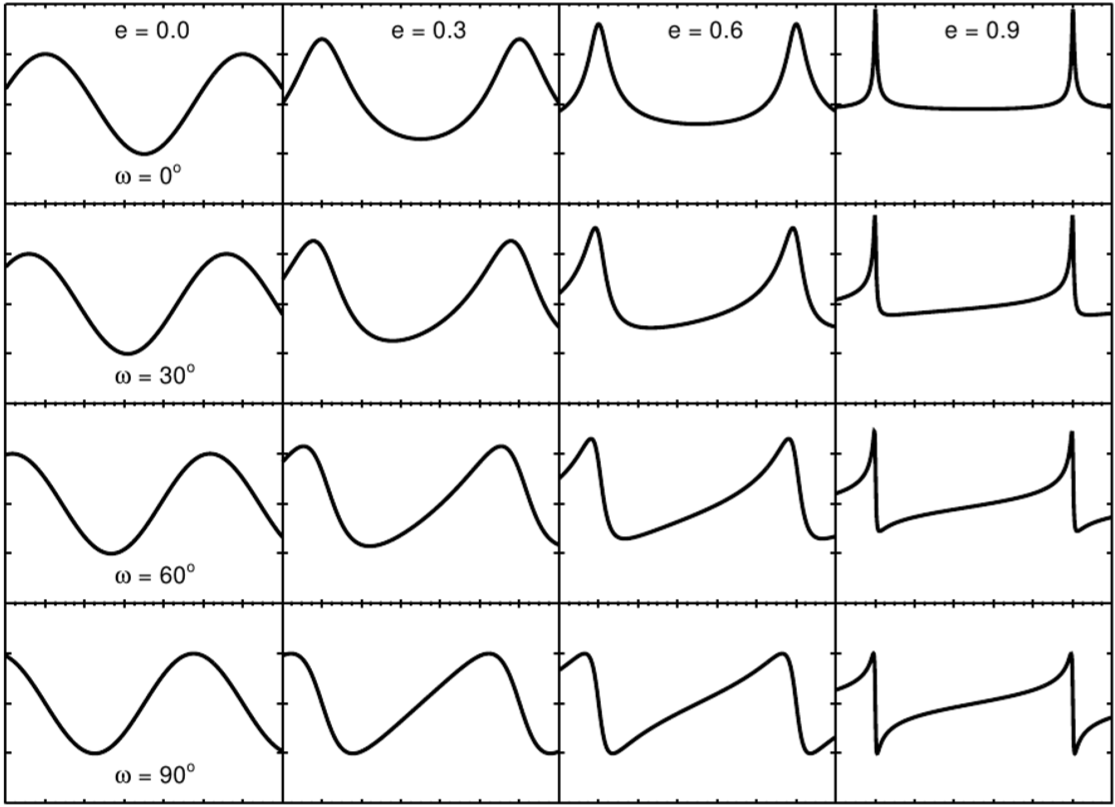 e = 0.0
e = 0.3
e = 0.6
e = 0.9
ω = 0°
ω = 30°
ω = 60°
ω = 90°